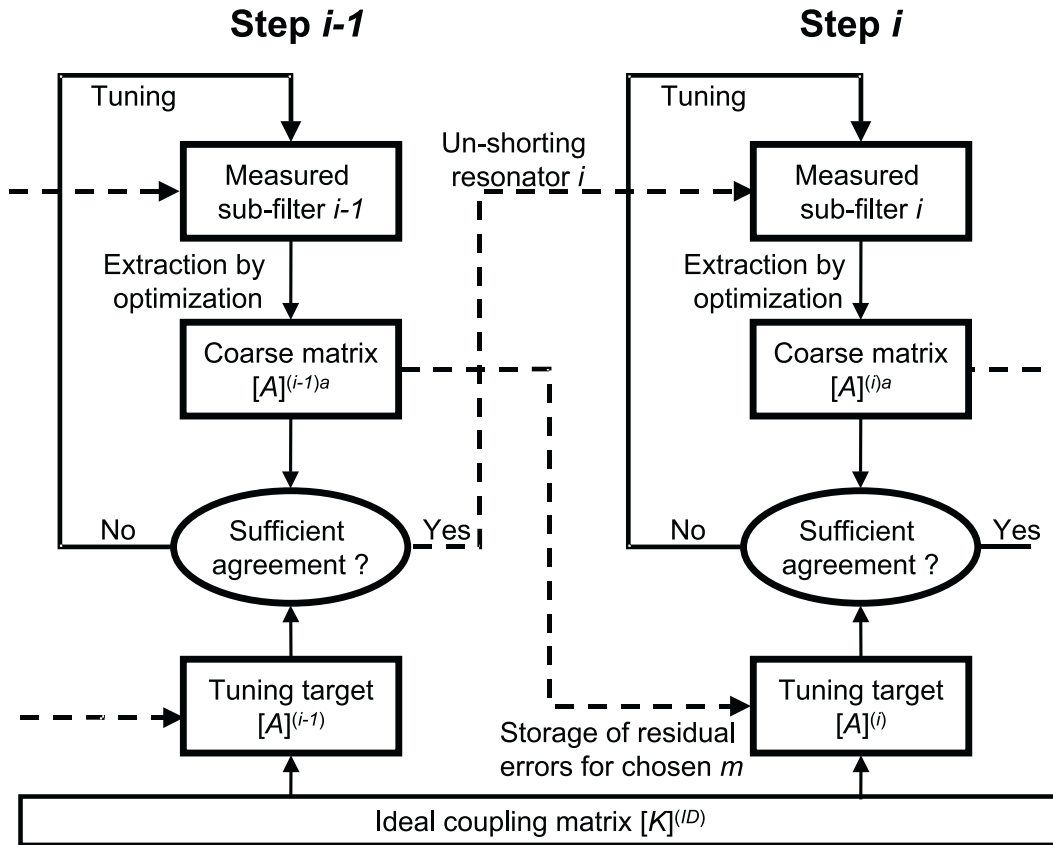 Step i-1
Step i
Tuning
Measured
sub-filter i-1
Extraction by
optimization
Coarse matrix
[A]^(i-1)a
No
Sufficient
agreement ?
Yes
Tuning target
[A]^(i-1)
Un-shorting
resonator i
Storage of residual
errors for chosen m
Tuning
Measured
sub-filter i
Extraction by
optimization
Coarse matrix
[A]^(i)a
No
Sufficient
agreement ?
Yes
Tuning target
[A]^(i)
Ideal coupling matrix [K]^(ID)